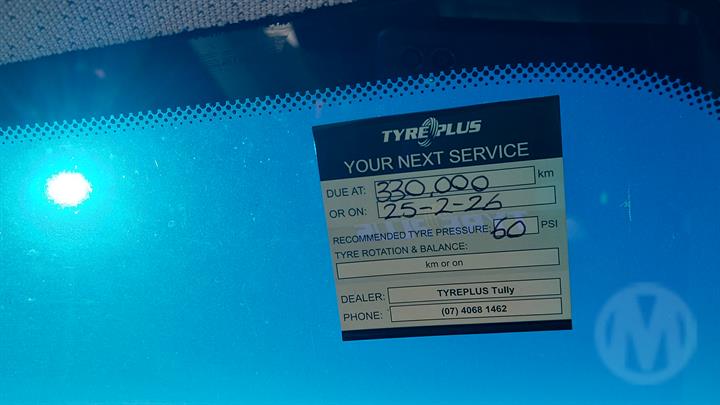 TYREPLUS
YOUR NEXT SERVICE
DUE AT: 330,000 km
OR ON: 25-2-26
RECOMMENDED TYRE PRESSURE: 60 PSI
TYRE ROTATION & BALANCE:
km or on
DEALER: TYREPLUS Tully
PHONE: (07) 4068 1462
M